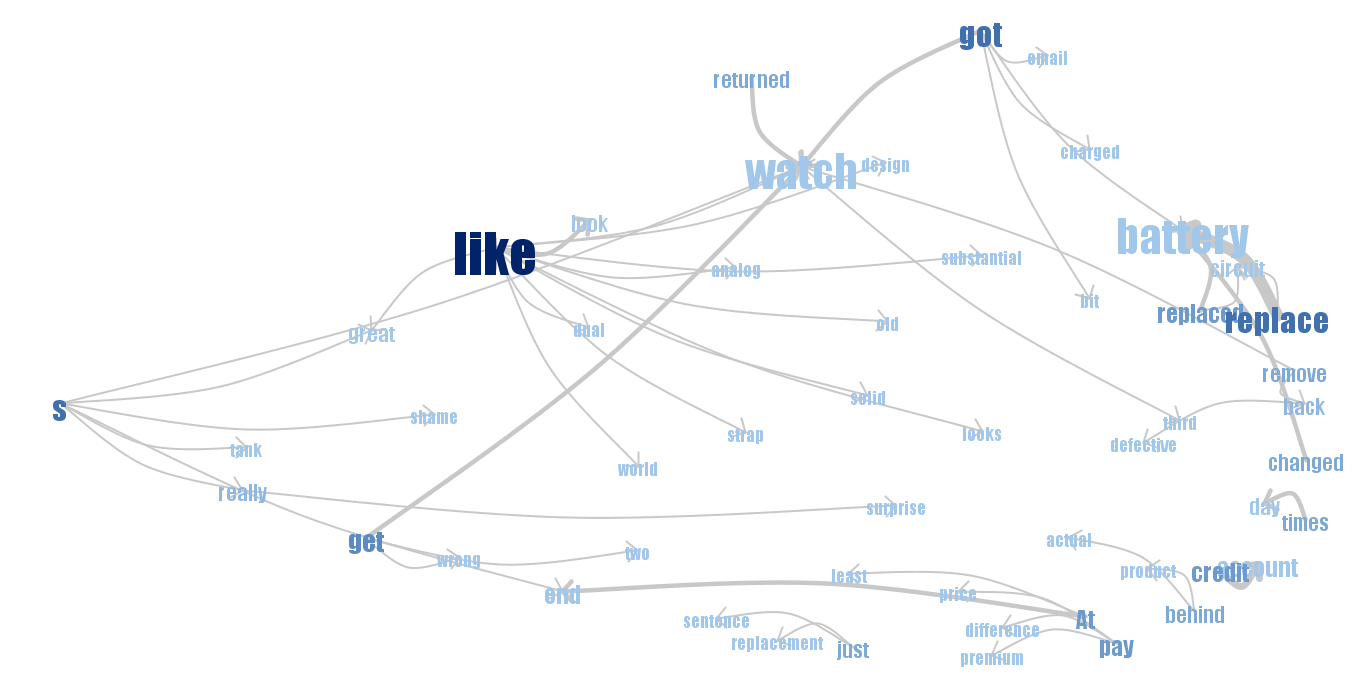 got
email
returned
charged
watch
design
look
battery
like
substantial
circuit
analog
bit
replaced
replace
old
dual
great
remove
solid
back
s
shame
third
strap
looks
defective
tank
changed
world
really
surprise
day
times
get
actual
two
wrong
account
product
credit
least
end
price
behind
At
sentence
difference
replacement
just
pay
premium